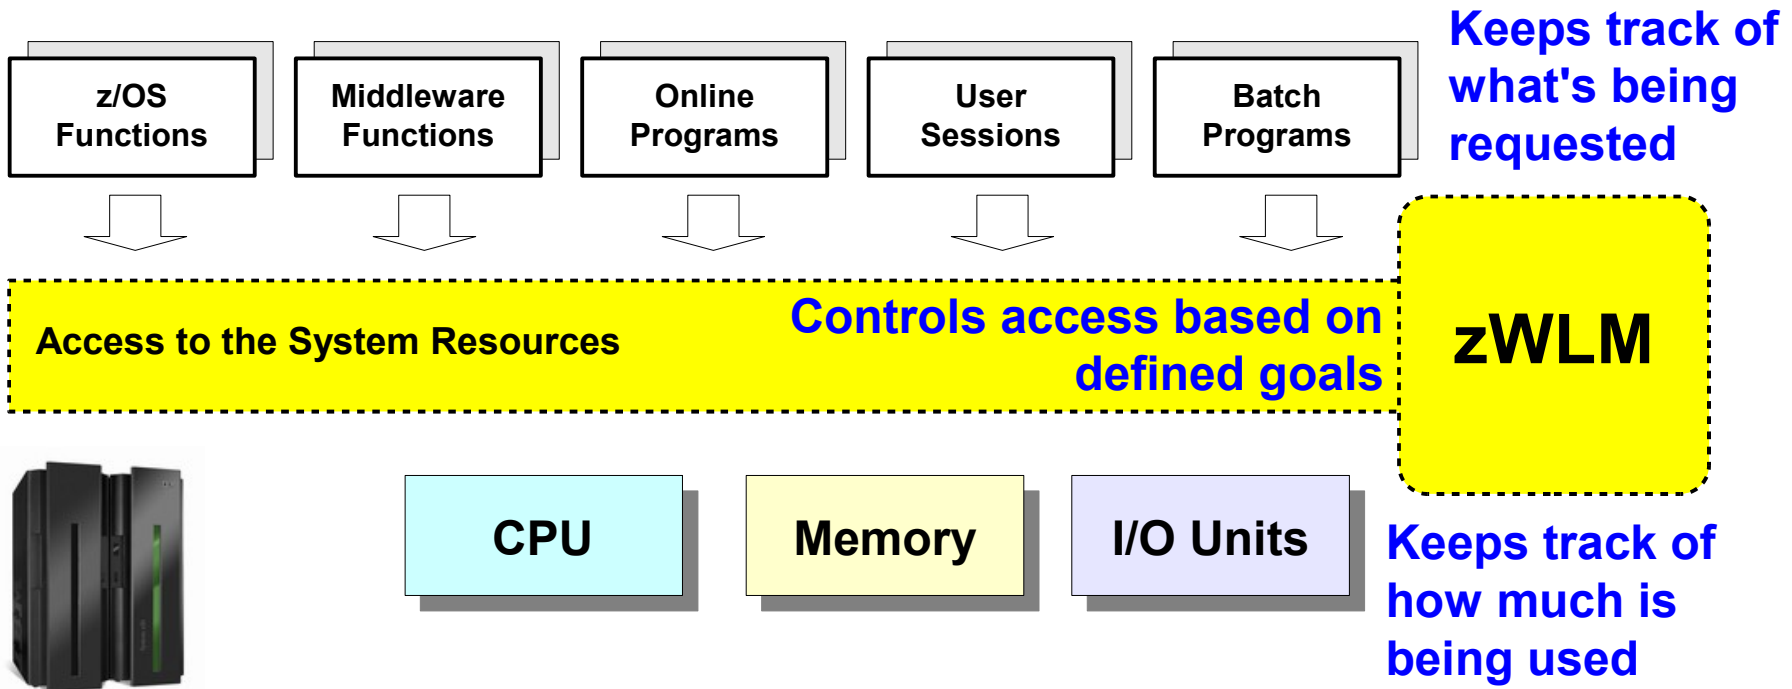 Keeps track of
what's being
requested
z/OS
Functions
Middleware
Functions
Online
Programs
User
Sessions
Batch
Programs
Access to the System Resources
Controls access based on
defined goals
zWLM
CPU
Memory
I/O Units
Keeps track of
how much is
being used